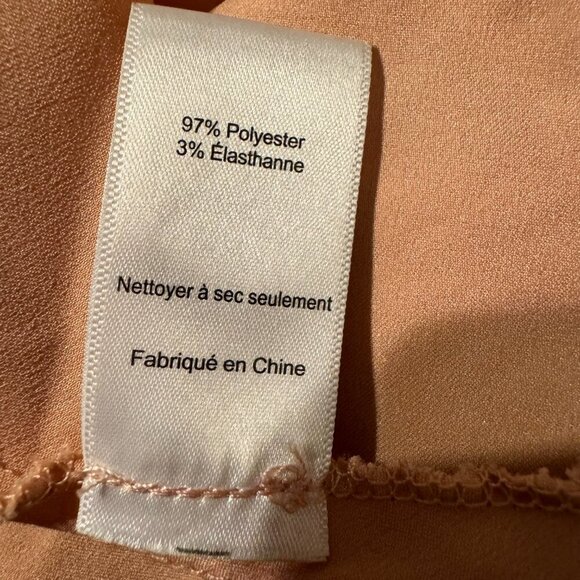 97% Polyester
3% Élasthanne
Nettoyer à sec seulement
Fabriqué en Chine